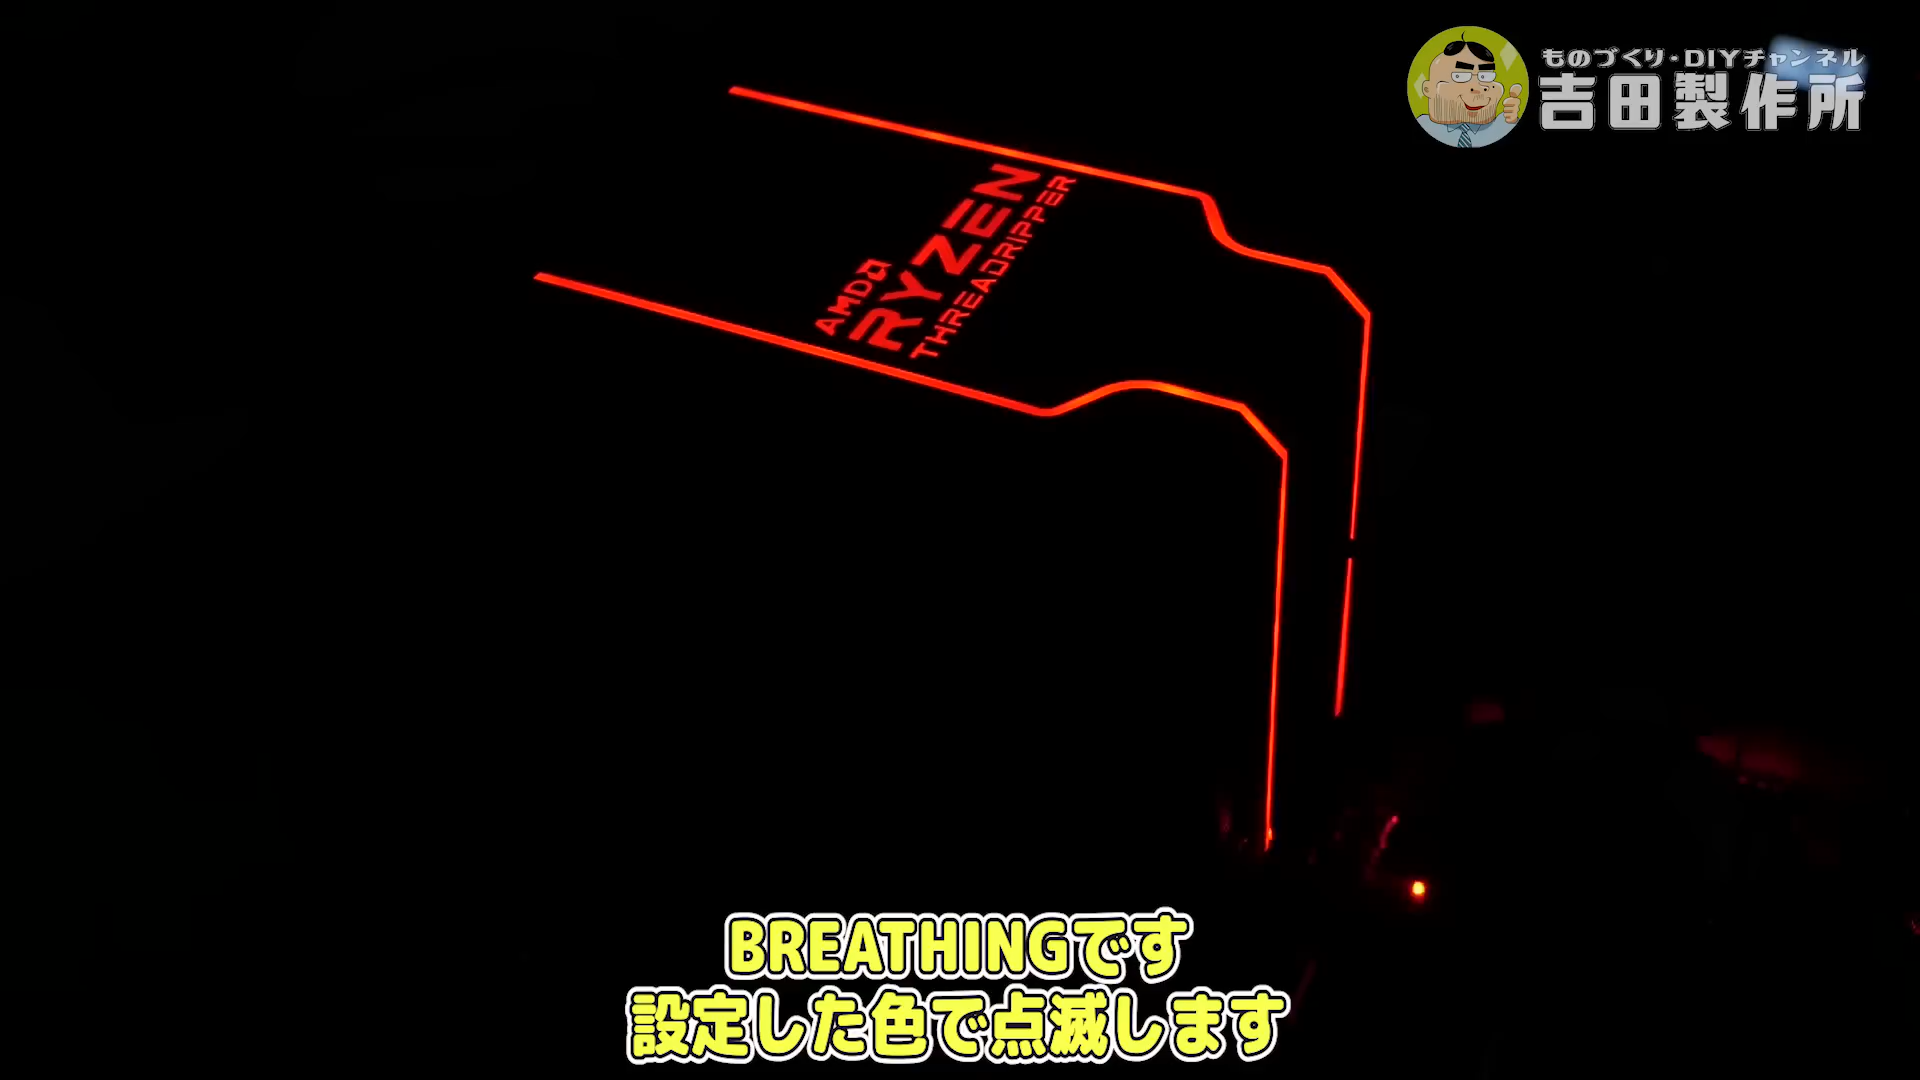 ものづくり・DIYチャンネル
吉田製作所
AMD
RYZEN
THREADRIPPER
BREATHINGです
設定した色で点滅します